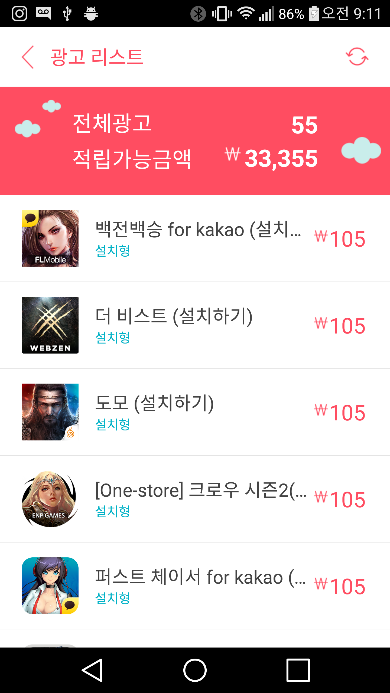 86% 오전 9:11
광고 리스트
전체광고 55
적립가능금액 ₩33,355
FLMobile
백전백승 for kakao (설치...
설치형
₩105
WEBZEN
더 비스트 (설치하기)
설치형
₩105
도모 (설치하기)
설치형
₩105
EXP GAMES
[One-store] 크로우 시즌2(...
설치형
₩105
퍼스트 체이서 for kakao (...
설치형
₩105